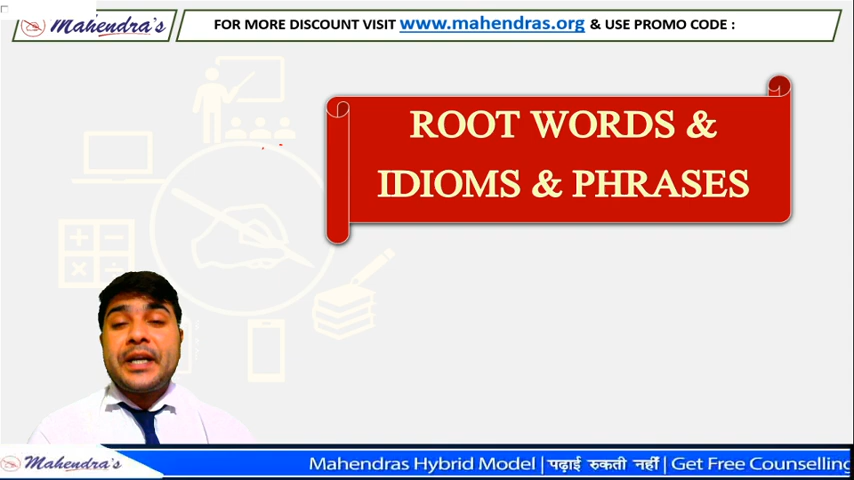 Mahendra's
FOR MORE DISCOUNT VISIT www.mahendras.org & USE PROMO CODE :
ROOT WORDS &
IDIOMS & PHRASES
Mahendra's
Mahendras Hybrid Model | पढ़ाई रुकती नहीं | Get Free Counselling